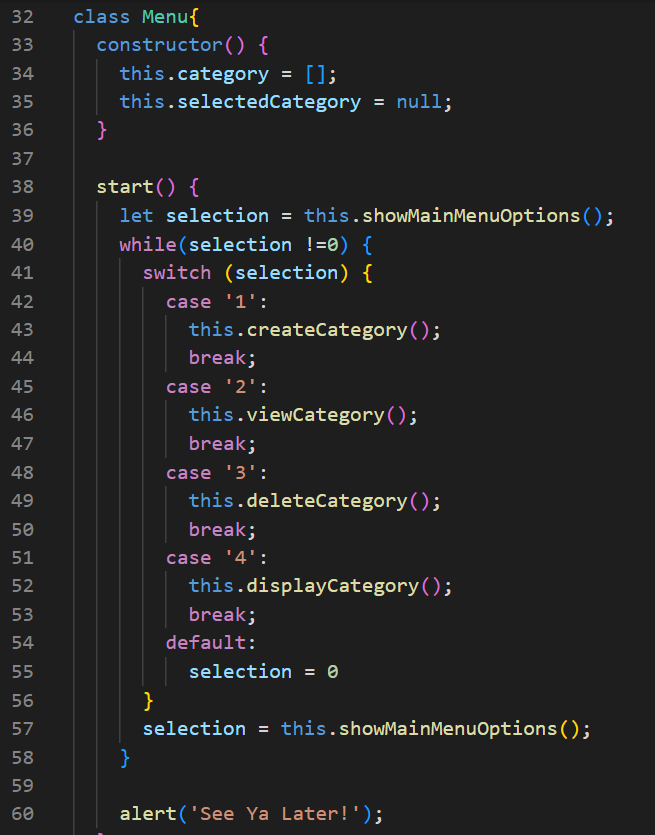 32 class Menu{
33 constructor() {
34 this.category = [];
35 this.selectedCategory = null;
36 }
37
38 start() {
39 let selection = this.showMainMenuOptions();
40 while(selection !=0) {
41 switch (selection) {
42 case '1':
43 this.createCategory();
44 break;
45 case '2':
46 this.viewCategory();
47 break;
48 case '3':
49 this.deleteCategory();
50 break;
51 case '4':
52 this.displayCategory();
53 break;
54 default:
55 selection = 0
56 }
57 selection = this.showMainMenuOptions();
58 }
59
60 alert('See Ya Later!');